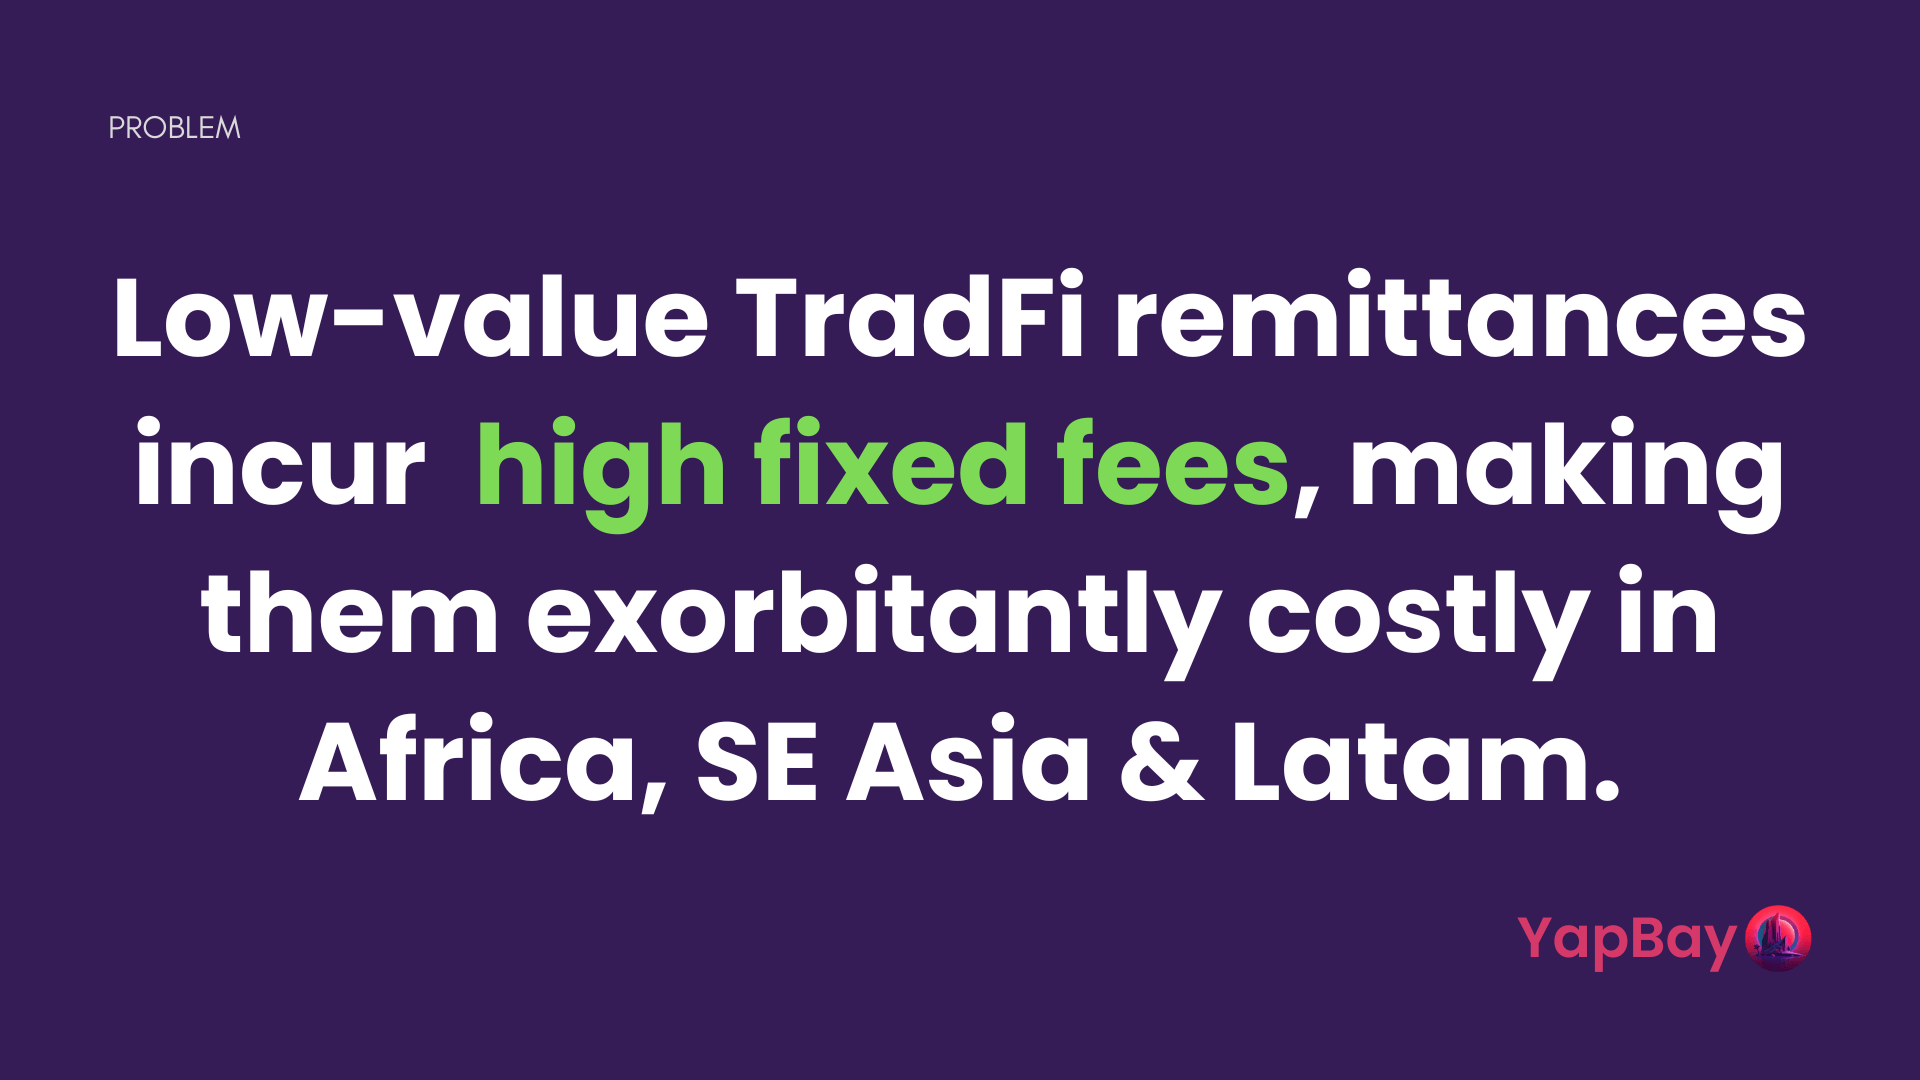 PROBLEM
Low-value TradFi remittances
incur high fixed fees, making
them exorbitantly costly in
Africa, SE Asia & Latam.
YapBay